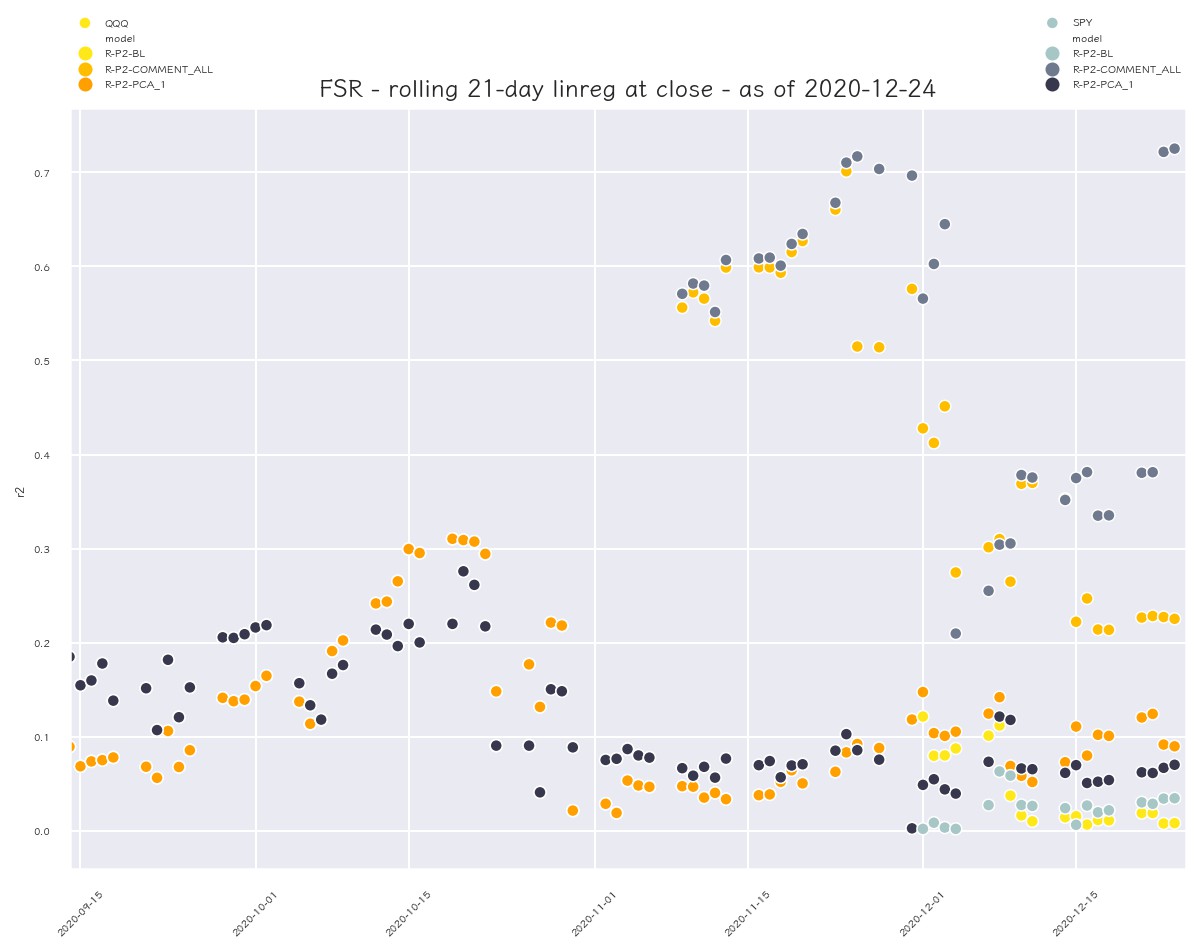 QQQ
model
R-P2-BL
R-P2-COMMENT_ALL
R-P2-PCA_1
SPY
model
R-P2-BL
R-P2-COMMENT_ALL
R-P2-PCA_1
FSR - rolling 21-day linreg at close - as of 2020-12-24
0.7
0.6
0.5
0.4
0.3
0.2
0.1
0.0
r2
2020-09-15
2020-10-01
2020-10-15
2020-11-01
2020-11-15
2020-12-01
2020-12-15